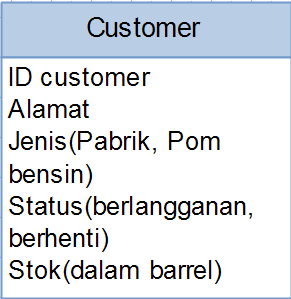 Customer
ID customer
Alamat
Jenis(Pabrik, Pom
bensin)
Status(berlangganan,
berhenti)
Stok(dalam barrel)